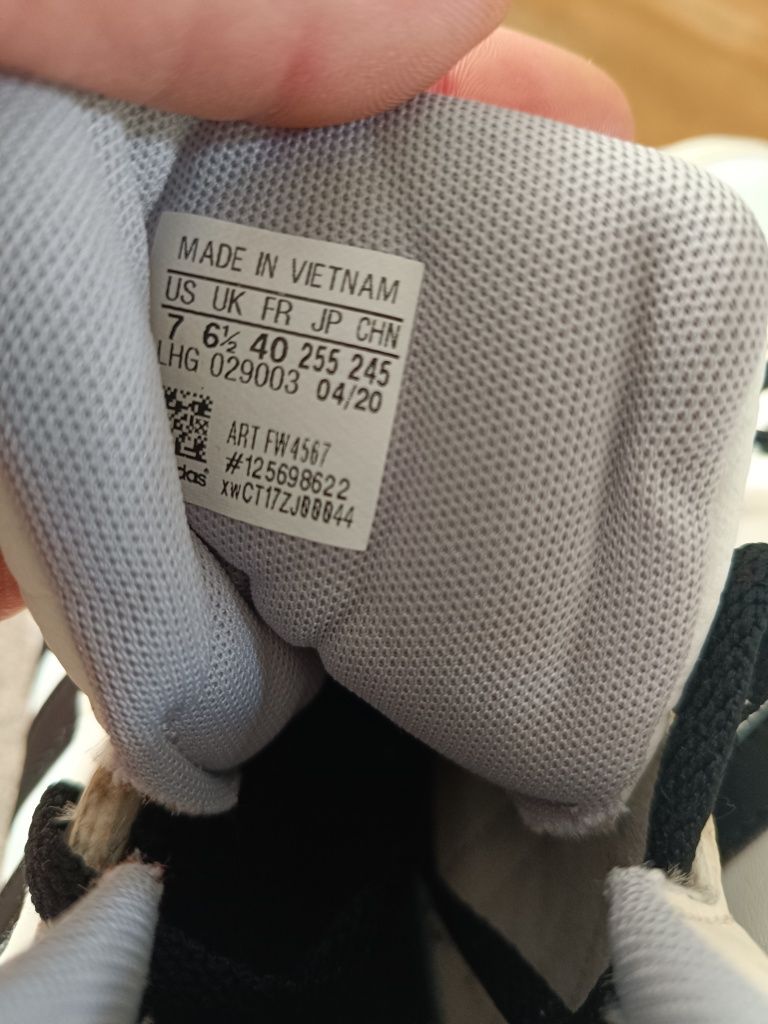 MADE IN VIETNAM
US UK FR JP CHN
7 6½ 40 255 245
LHG 029003 04/20
ART FW4567
#125698622
xwCT17ZJ00044
das